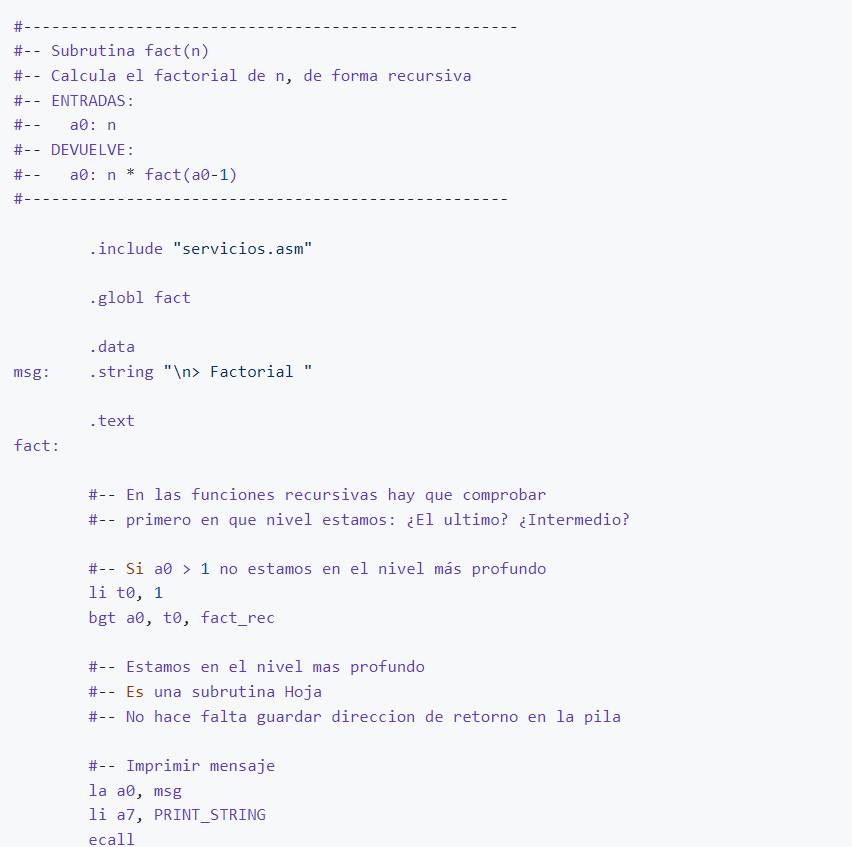 #-----------------------------------------------------
#-- Subrutina fact(n)
#-- Calcula el factorial de n, de forma recursiva
#-- ENTRADAS:
#--   a0: n
#-- DEVUELVE:
#--   a0: n * fact(a0-1)
#----------------------------------------------------
        .include "servicios.asm"
        .globl fact
        .data
msg:    .string "\n> Factorial "
        .text
fact:
        #-- En las funciones recursivas hay que comprobar
        #-- primero en que nivel estamos: ¿El ultimo? ¿Intermedio?
        #-- Si a0 > 1 no estamos en el nivel más profundo
        li t0, 1
        bgt a0, t0, fact_rec
        #-- Estamos en el nivel mas profundo
        #-- Es una subrutina Hoja
        #-- No hace falta guardar direccion de retorno en la pila
        #-- Imprimir mensaje
        la a0, msg
        li a7, PRINT_STRING
        ecall